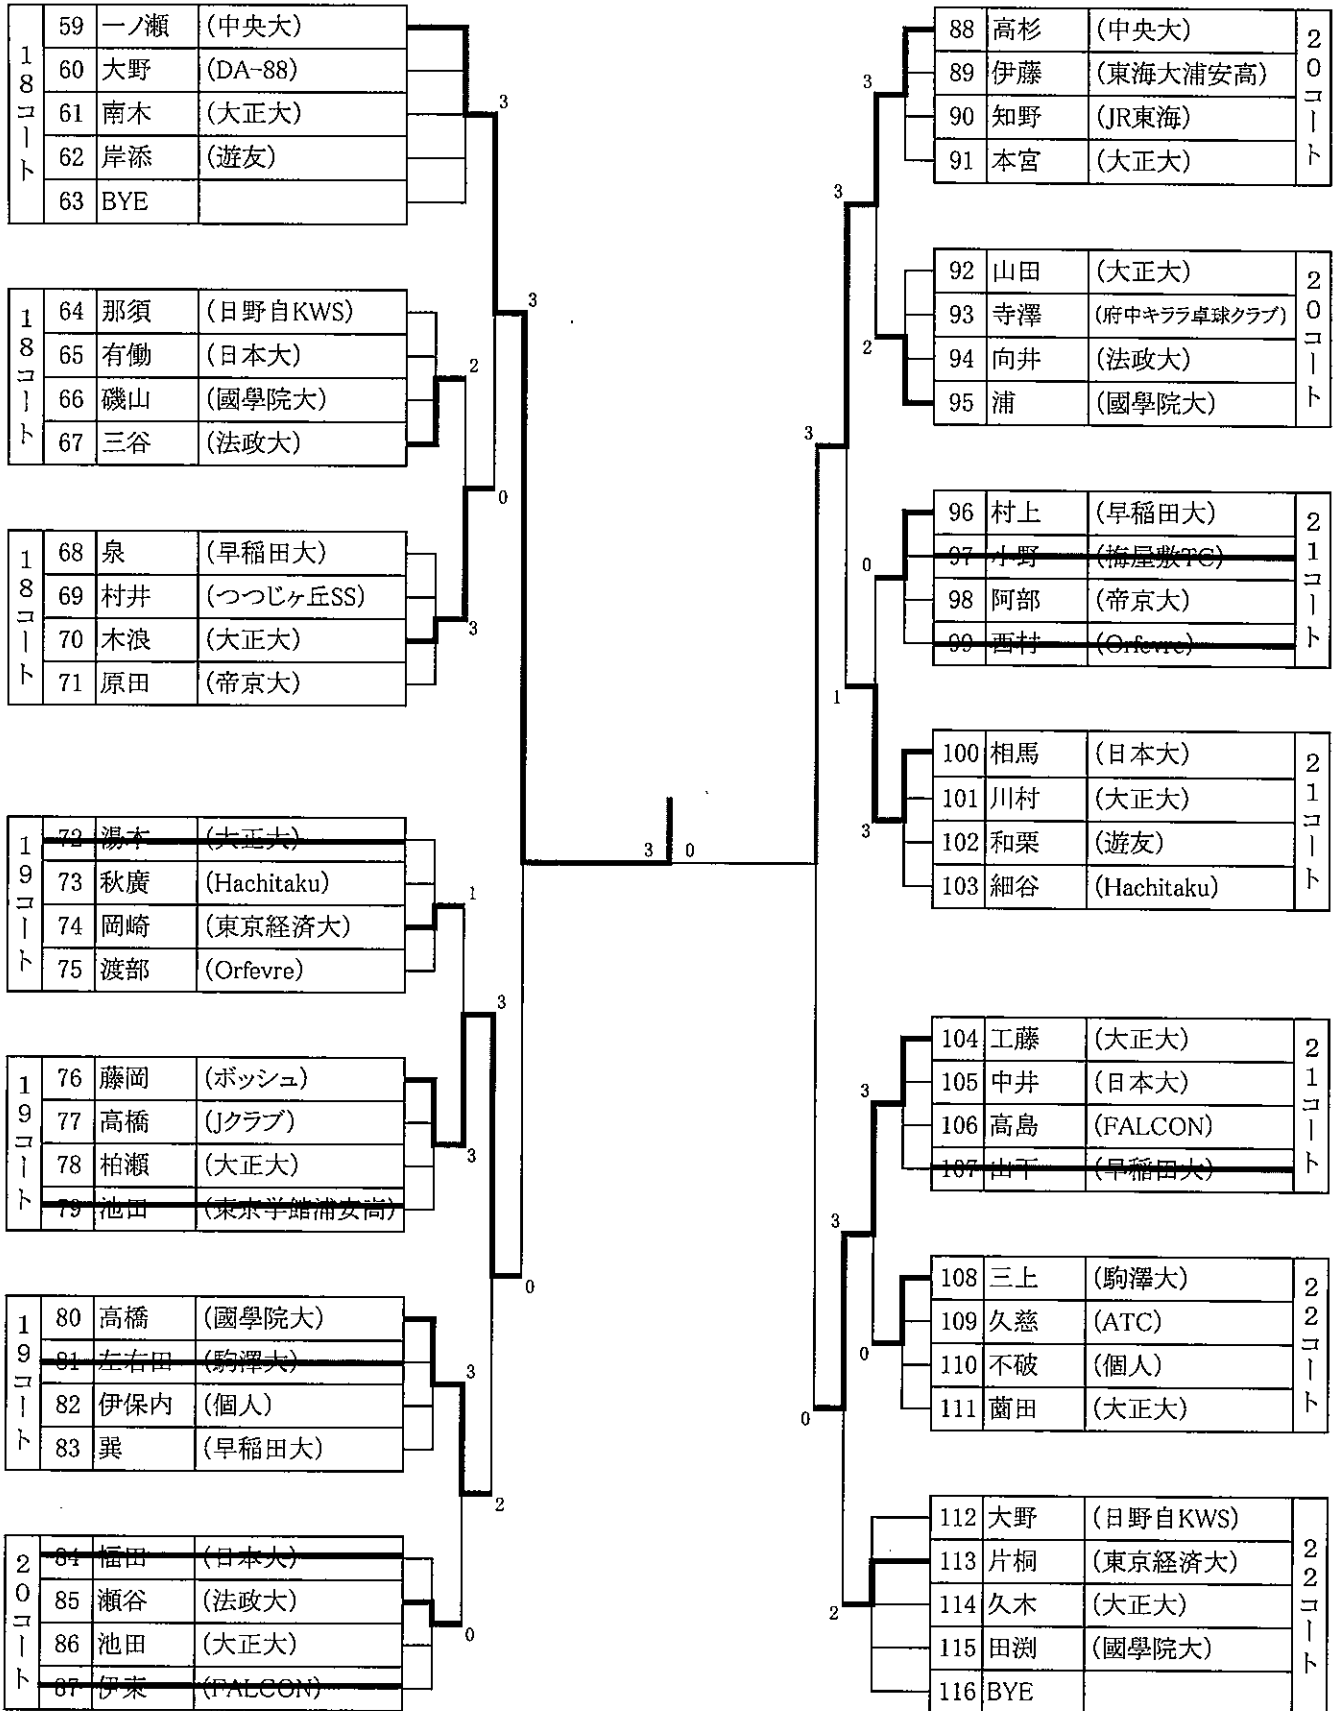 18コート
59 一ノ瀬 (中央大)
60 大野 (DA-88)
61 南木 (大正大)
62 岸添 (遊友)
63 BYE
3
18コート
64 那須 (日野自KWS)
65 有働 (日本大)
66 磯山 (國學院大)
67 三谷 (法政大)
3
2
0
18コート
68 泉 (早稲田大)
69 村井 (つつじヶ丘SS)
70 木浪 (大正大)
71 原田 (帝京大)
3
19コート
72 湯本 (大正大)
73 秋廣 (Hachitaku)
74 岡崎 (東京経済大)
75 渡部 (Orfevre)
1
3
19コート
76 藤岡 (ボッシュ)
77 高橋 (Jクラブ)
78 柏瀬 (大正大)
79 池田 (東京学館浦安高)
3
0
19コート
80 高橋 (國學院大)
81 左右田 (駒澤大)
82 伊保内 (個人)
83 巽 (早稲田大)
3
2
20コート
84 福田 (日本大)
85 瀬谷 (法政大)
86 池田 (大正大)
87 伊東 (FALCON)
0
3 0
88 高杉 (中央大)
89 伊藤 (東海大浦安高)
90 知野 (JR東海)
91 本宮 (大正大)
20コート
3
3
92 山田 (大正大)
93 寺澤 (府中キララ卓球クラブ)
94 向井 (法政大)
95 浦 (國學院大)
20コート
2
3
96 村上 (早稲田大)
97 小野 (梅屋敷TC)
98 阿部 (帝京大)
99 西村 (Orfevre)
21コート
0
1
100 相馬 (日本大)
101 川村 (大正大)
102 和栗 (遊友)
103 細谷 (Hachitaku)
21コート
3
104 工藤 (大正大)
105 中井 (日本大)
106 高島 (FALCON)
107 山下 (早稲田大)
21コート
3
3
108 三上 (駒澤大)
109 久慈 (ATC)
110 不破 (個人)
111 薗田 (大正大)
22コート
0
0
112 大野 (日野自KWS)
113 片桐 (東京経済大)
114 久木 (大正大)
115 田渕 (國學院大)
116 BYE
22コート
2